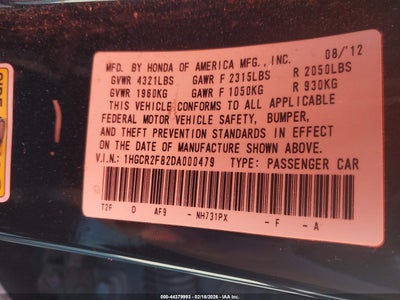 MFD. BY HONDA OF AMERICA MFG., INC. 08/'12
GVWR 4321LBS GAWR F 2315LBS R 2050LBS
GVWR 1960KG GAWR F 1050KG R 930KG
THIS VEHICLE CONFORMS TO ALL APPLICABLE
FEDERAL MOTOR VEHICLE SAFETY, BUMPER,
AND THEFT PREVENTION STANDARDS IN EFFECT
ON THE DATE OF MANUFACTURE SHOWN ABOVE.
V.I.N.: 1HGCR2F82DA000479 TYPE: PASSENGER CAR
T2F D AF9 - NH731PX - F - A
000-44379993 - 02/18/2026 - IAA Inc.